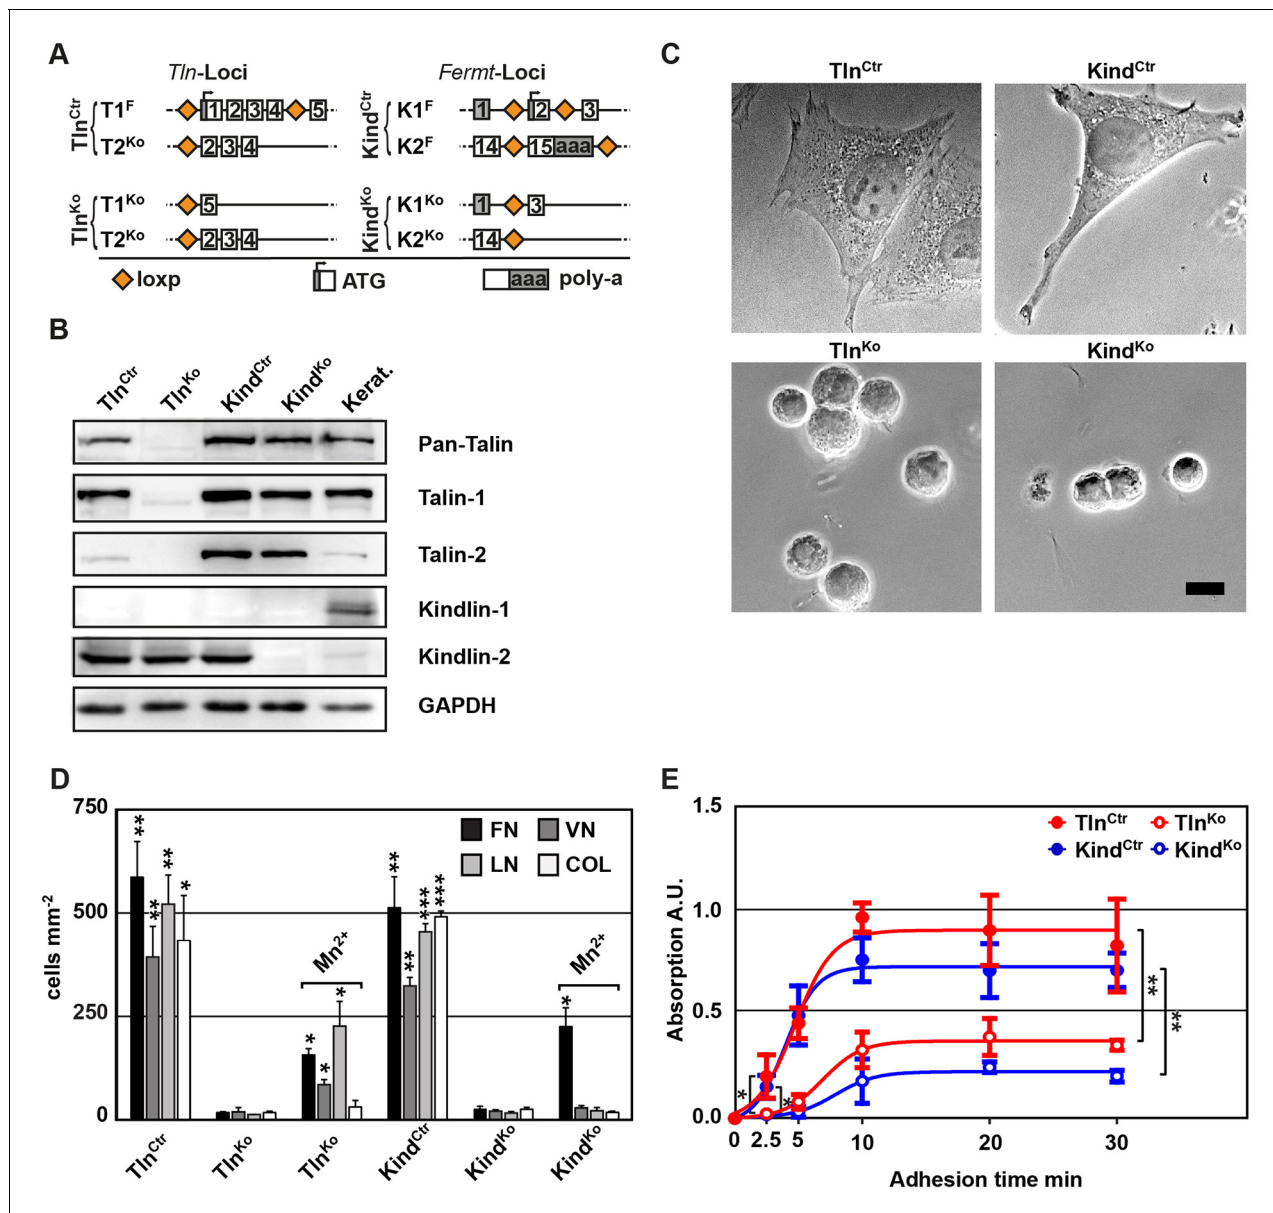 A
Tln-Loci
Fermt-Loci
Tln^Ctr
T1^F
1 2 3 4 5
T2^Ko
2 3 4
Kind^Ctr
K1^F
1 2 3
K2^F
14 15 aaa
Tln^Ko
T1^Ko
5
T2^Ko
2 3 4
Kind^Ko
K1^Ko
1 3
K2^Ko
14
loxp
ATG
aaa poly-a
B
Tln^Ctr Tln^Ko Kind^Ctr Kind^Ko Kerat.
Pan-Talin
Talin-1
Talin-2
Kindlin-1
Kindlin-2
GAPDH
C
Tln^Ctr
Kind^Ctr
Tln^Ko
Kind^Ko
D
cells mm^-2
750
500
250
0
FN VN
LN COL
** ** ** *
* * * *
Mn^2+
** ** *** ***
*
Mn^2+
Tln^Ctr Tln^Ko Tln^Ko Kind^Ctr Kind^Ko Kind^Ko
E
Absorption A.U.
1.5
1.0
0.5
0.0
Tln^Ctr Tln^Ko
Kind^Ctr Kind^Ko
* *
** **
0 2.5 5 10 20 30
Adhesion time min